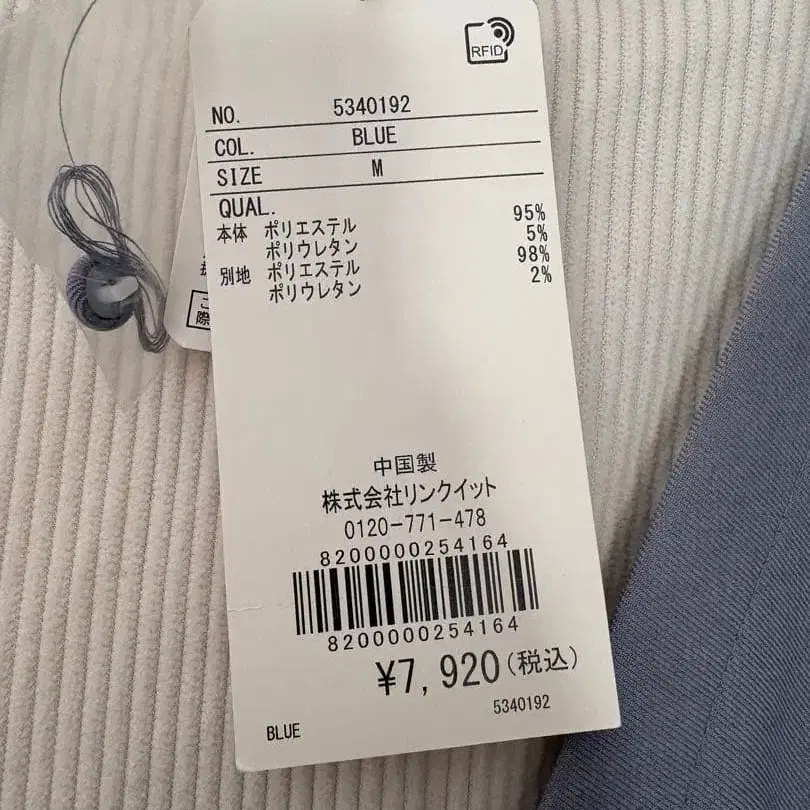 RFID
NO. 5340192
COL. BLUE
SIZE M
QUAL.
本体 ポリエステル 95%
ポリウレタン 5%
別地 ポリエステル 98%
ポリウレタン 2%
中国製
株式会社リンクイット
0120-771-478
8200000254164
8200000254164
¥7,920(税込)
5340192
BLUE